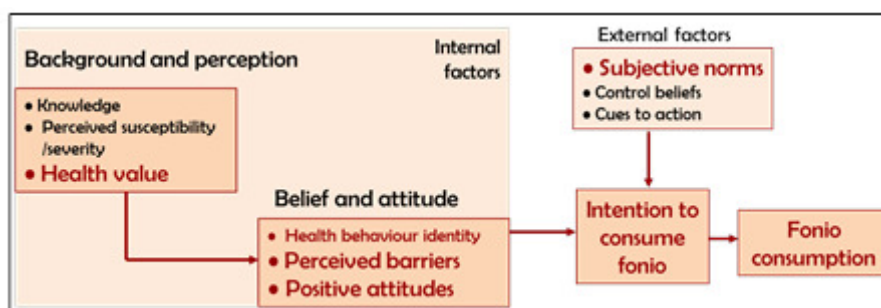 Background and perception
Internal
factors
• Knowledge
• Perceived susceptibility
/severity
• Health value
Belief and attitude
• Health behaviour identity
• Perceived barriers
• Positive attitudes
External factors
• Subjective norms
• Control beliefs
• Cues to action
Intention to
consume
fonio
Fonio
consumption